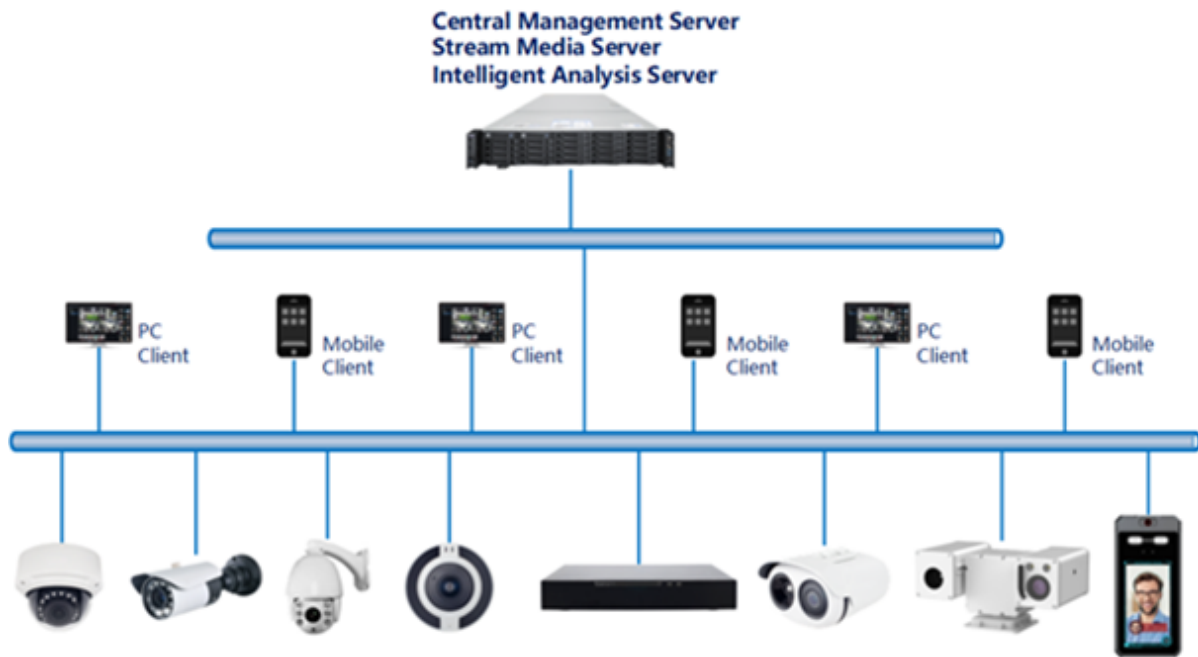 Central Management Server
Stream Media Server
Intelligent Analysis Server
PC
Client
Mobile
Client
PC
Client
Mobile
Client
PC
Client
Mobile
Client